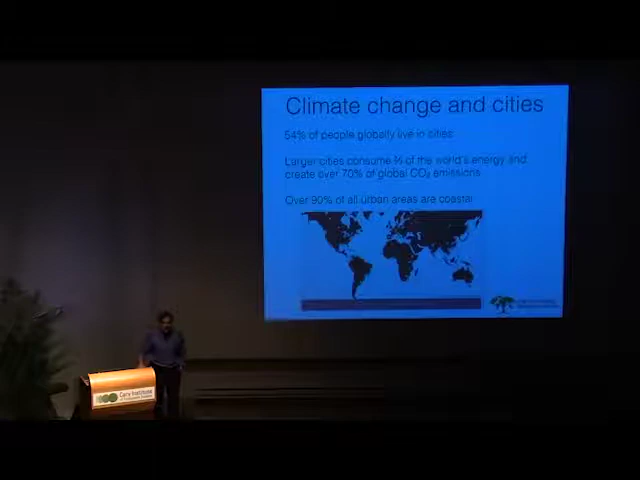 Climate change and cities
54% of people globally live in cities
Larger cities consume ⅔ of the world's energy and
create over 70% of global CO₂ emissions
Over 90% of all urban areas are coastal
Cary Institute